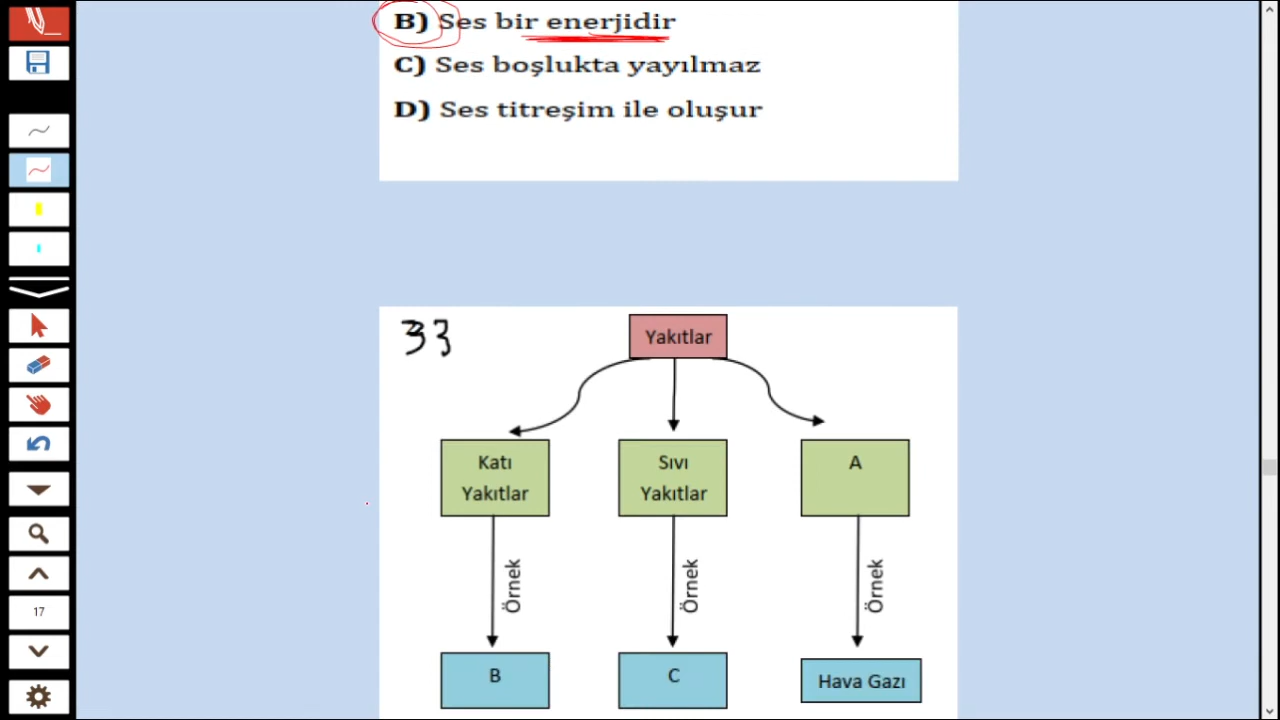 B) Ses bir enerjidir
C) Ses boşlukta yayılmaz
D) Ses titreşim ile oluşur
33
Yakıtlar
Katı
Yakıtlar
Sıvı
Yakıtlar
A
Örnek
Örnek
Örnek
B
C
Hava Gazı
17